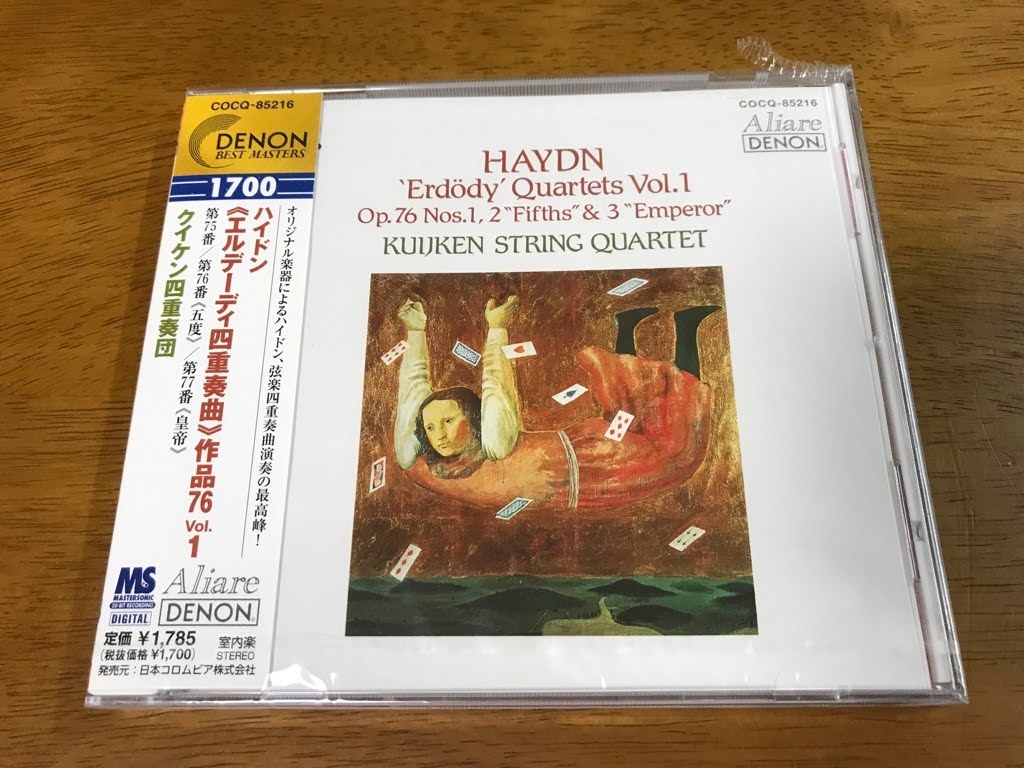 COCQ-85216
DENON
BEST MASTERS
1700
オリジナル楽器によるハイドン、弦楽四重奏曲演奏の最高峰!
ハイドン
《エルデーディ四重奏曲》作品76 Vol. 1
第75番/第76番《五度》/第77番《皇帝》
クイケン四重奏団
MS
MASTERSONIC
20-BIT RECORDING
DIGITAL
Aliare
DENON
定価 ¥1,785
(税抜価格¥1,700)
室内楽
STEREO
発売元:日本コロムビア株式会社
COCQ-85216
Aliare
DENON
HAYDN
'Erdödy' Quartets Vol.1
Op.76 Nos.1, 2 "Fifths" & 3 "Emperor"
KUIJKEN STRING QUARTET